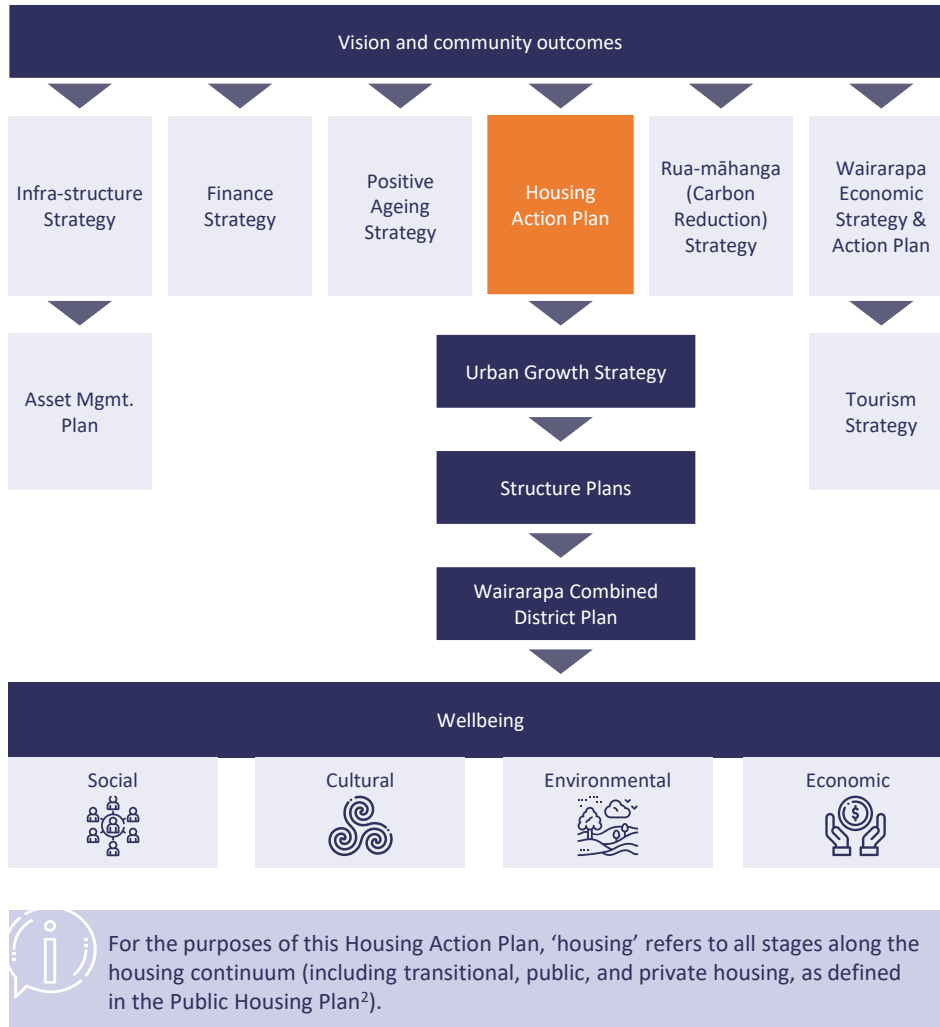 Vision and community outcomes
Infra-structure
Strategy
Finance
Strategy
Positive
Ageing
Strategy
Housing
Action Plan
Rua-māhanga
(Carbon
Reduction)
Strategy
Wairarapa
Economic
Strategy &
Action Plan
Asset Mgmt.
Plan
Urban Growth Strategy
Tourism
Strategy
Structure Plans
Wairarapa Combined
District Plan
Wellbeing
Social
Cultural
Environmental
Economic
$
For the purposes of this Housing Action Plan, ‘housing’ refers to all stages along the
housing continuum (including transitional, public, and private housing, as defined
in the Public Housing Plan²).